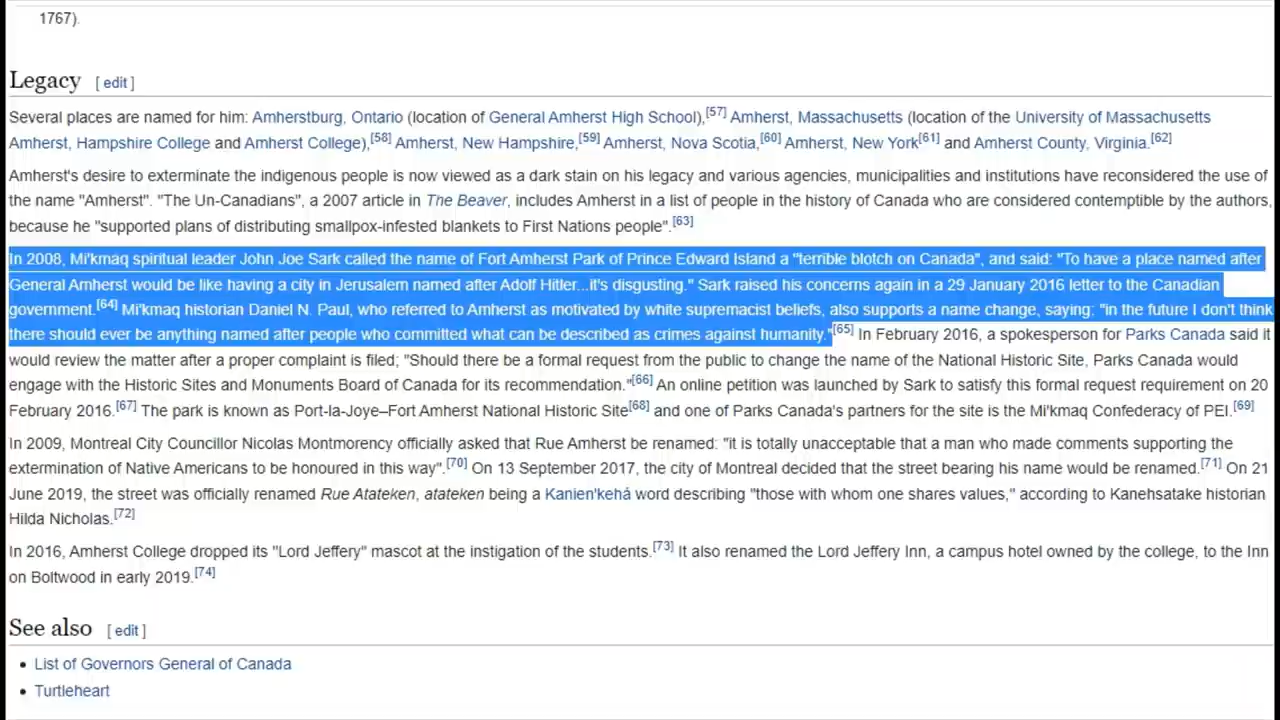 1767).
Legacy [ edit ]
Several places are named for him: Amherstburg, Ontario (location of General Amherst High School),[57] Amherst, Massachusetts (location of the University of Massachusetts
Amherst, Hampshire College and Amherst College),[58] Amherst, New Hampshire,[59] Amherst, Nova Scotia,[60] Amherst, New York[61] and Amherst County, Virginia.[62]
Amherst's desire to exterminate the indigenous people is now viewed as a dark stain on his legacy and various agencies, municipalities and institutions have reconsidered the use of
the name "Amherst". "The Un-Canadians", a 2007 article in The Beaver, includes Amherst in a list of people in the history of Canada who are considered contemptible by the authors,
because he "supported plans of distributing smallpox-infested blankets to First Nations people".[63]
In 2008, Mi'kmaq spiritual leader John Joe Sark called the name of Fort Amherst Park of Prince Edward Island a "terrible blotch on Canada", and said: "To have a place named after
General Amherst would be like having a city in Jerusalem named after Adolf Hitler...it's disgusting." Sark raised his concerns again in a 29 January 2016 letter to the Canadian
government.[64] Mi'kmaq historian Daniel N. Paul, who referred to Amherst as motivated by white supremacist beliefs, also supports a name change, saying: "in the future I don't think
there should ever be anything named after people who committed what can be described as crimes against humanity."[65] In February 2016, a spokesperson for Parks Canada said it
would review the matter after a proper complaint is filed; "Should there be a formal request from the public to change the name of the National Historic Site, Parks Canada would
engage with the Historic Sites and Monuments Board of Canada for its recommendation."[66] An online petition was launched by Sark to satisfy this formal request requirement on 20
February 2016.[67] The park is known as Port-la-Joye–Fort Amherst National Historic Site[68] and one of Parks Canada's partners for the site is the Mi'kmaq Confederacy of PEI.[69]
In 2009, Montreal City Councillor Nicolas Montmorency officially asked that Rue Amherst be renamed: "it is totally unacceptable that a man who made comments supporting the
extermination of Native Americans to be honoured in this way".[70] On 13 September 2017, the city of Montreal decided that the street bearing his name would be renamed.[71] On 21
June 2019, the street was officially renamed Rue Atateken, atateken being a Kanien'kehá word describing "those with whom one shares values," according to Kanehsatake historian
Hilda Nicholas.[72]
In 2016, Amherst College dropped its "Lord Jeffery" mascot at the instigation of the students.[73] It also renamed the Lord Jeffery Inn, a campus hotel owned by the college, to the Inn
on Boltwood in early 2019.[74]
See also [ edit ]
• List of Governors General of Canada
• Turtleheart